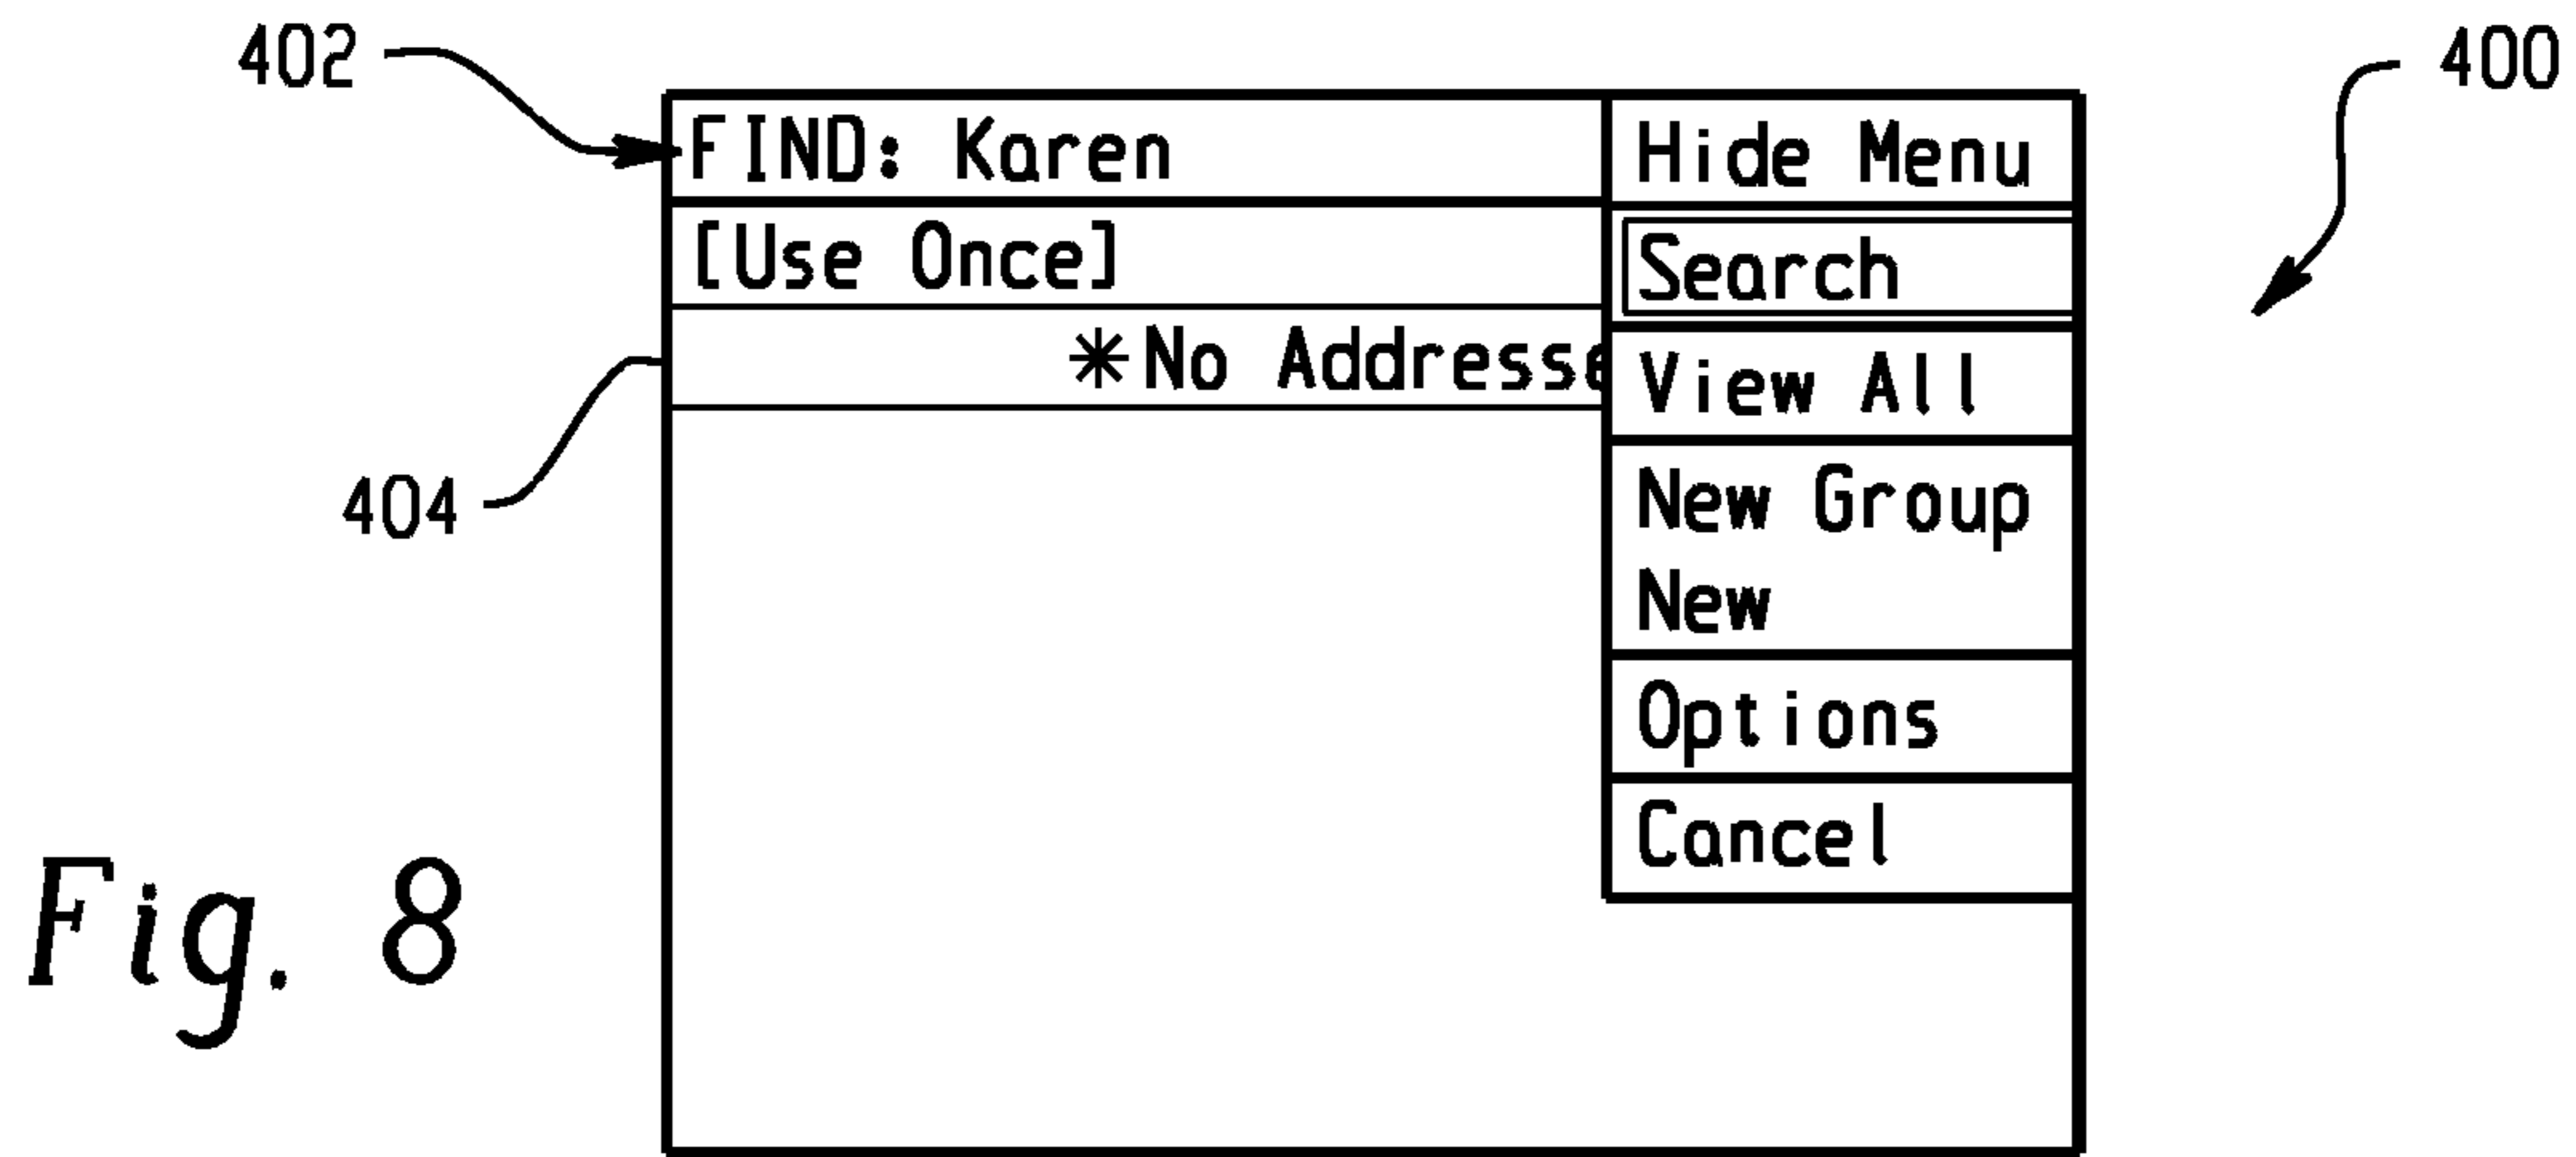 402
400
FIND: Karen
Hide Menu
[Use Once]
Search
*No Addresse
View All
404
New Group
New
Options
Cancel
Fig. 8